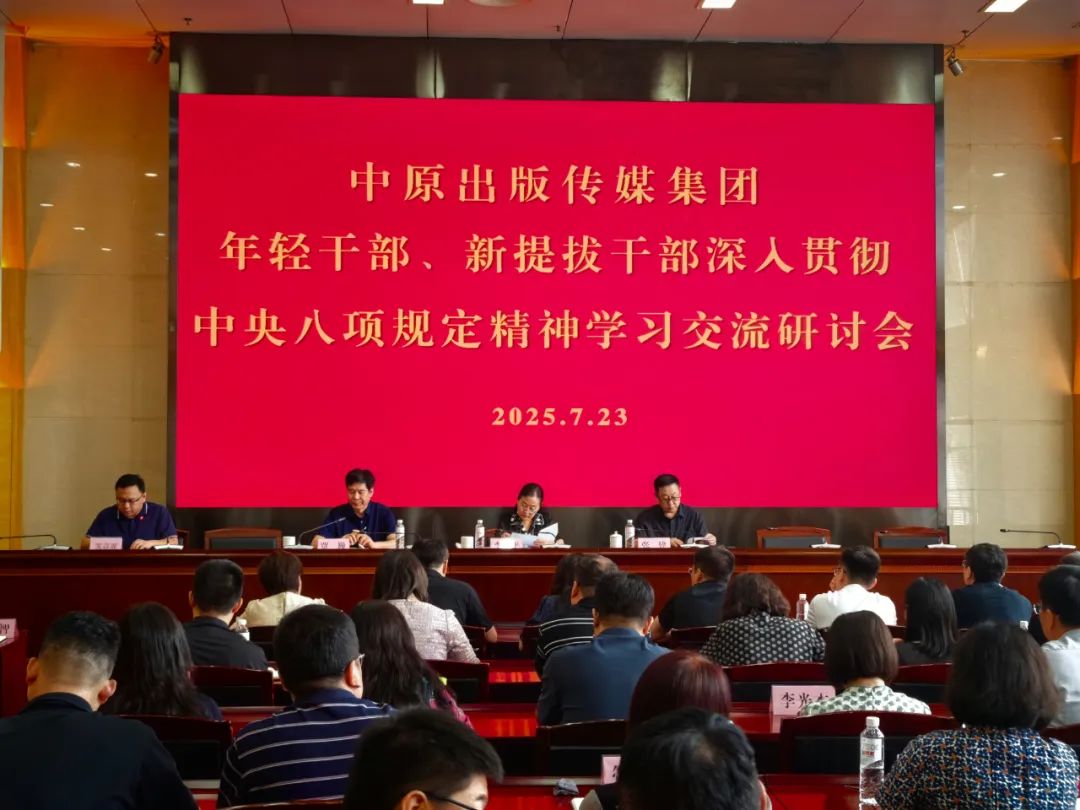 中原出版传媒集团
年轻干部、新提拔干部深入贯彻
中央八项规定精神学习交流研讨会
2025.7.23